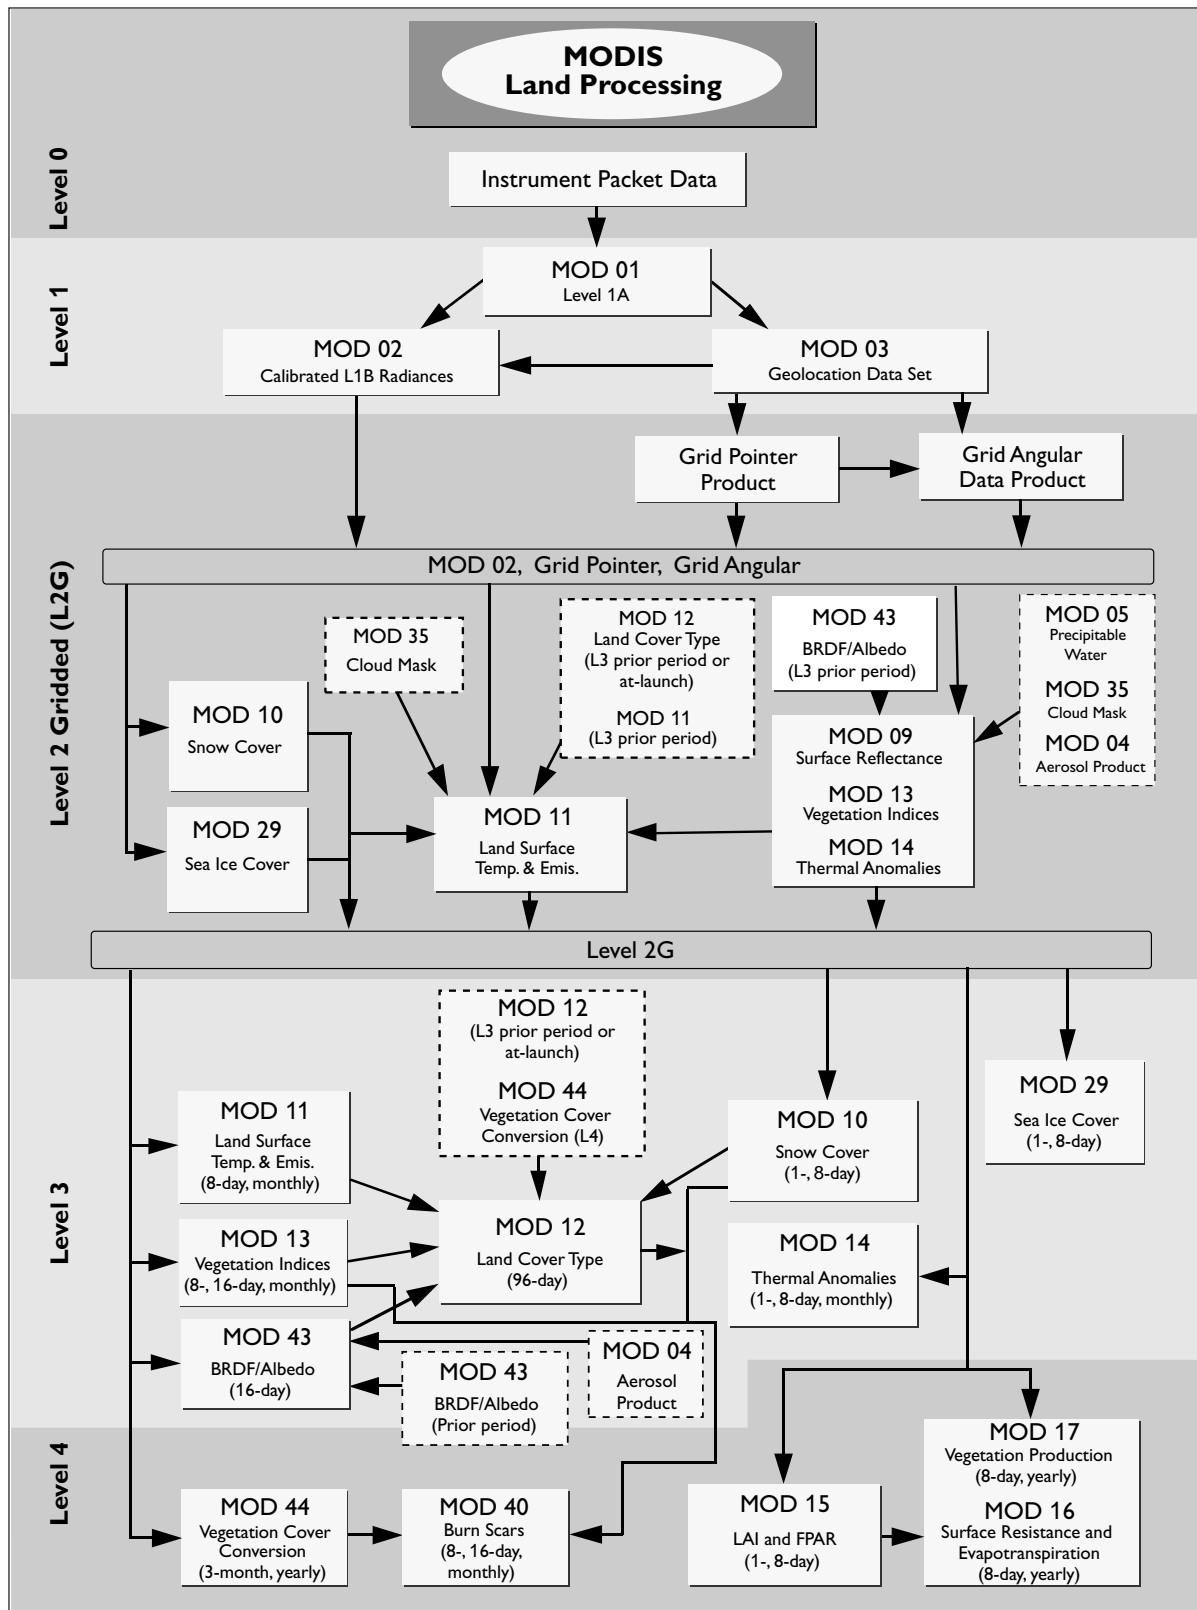 MODIS
Land Processing
Level 0
Instrument Packet Data
Level 1
MOD 01
Level 1A
MOD 02
Calibrated L1B Radiances
MOD 03
Geolocation Data Set
Level 2 Gridded (L2G)
Grid Pointer
Product
Grid Angular
Data Product
MOD 02, Grid Pointer, Grid Angular
MOD 35
Cloud Mask
MOD 12
Land Cover Type
(L3 prior period or
at-launch)
MOD 11
(L3 prior period)
MOD 43
BRDF/Albedo
(L3 prior period)
MOD 05
Precipitable
Water
MOD 35
Cloud Mask
MOD 04
Aerosol Product
MOD 10
Snow Cover
MOD 29
Sea Ice Cover
MOD 11
Land Surface
Temp. & Emis.
MOD 09
Surface Reflectance
MOD 13
Vegetation Indices
MOD 14
Thermal Anomalies
Level 2G
Level 3
MOD 12
(L3 prior period or
at-launch)
MOD 44
Vegetation Cover
Conversion (L4)
MOD 11
Land Surface
Temp. & Emis.
(8-day, monthly)
MOD 10
Snow Cover
(1-, 8-day)
MOD 29
Sea Ice Cover
(1-, 8-day)
MOD 13
Vegetation Indices
(8-, 16-day, monthly)
MOD 12
Land Cover Type
(96-day)
MOD 14
Thermal Anomalies
(1-, 8-day, monthly)
MOD 43
BRDF/Albedo
(16-day)
MOD 43
BRDF/Albedo
(Prior period)
MOD 04
Aerosol
Product
Level 4
MOD 44
Vegetation Cover
Conversion
(3-month, yearly)
MOD 40
Burn Scars
(8-, 16-day,
monthly)
MOD 15
LAI and FPAR
(1-, 8-day)
MOD 17
Vegetation Production
(8-day, yearly)
MOD 16
Surface Resistance and
Evapotranspiration
(8-day, yearly)